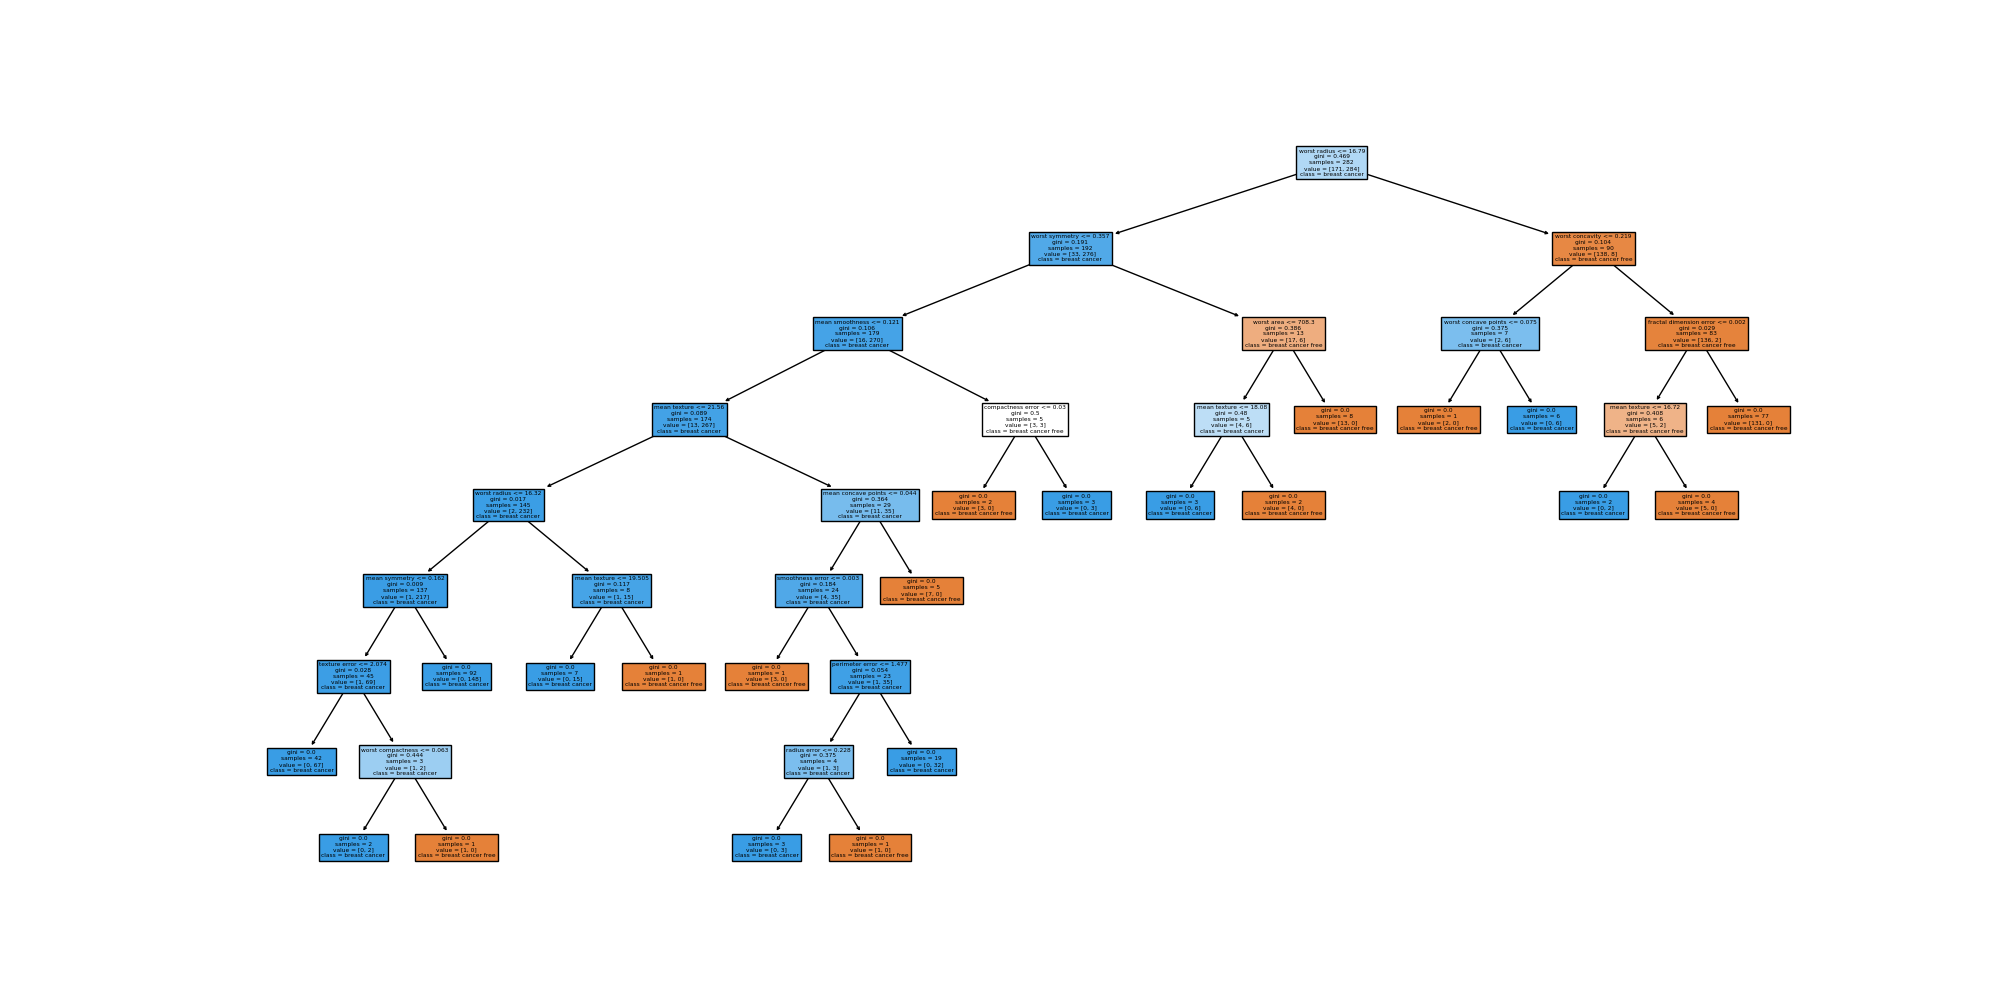 worst radius <= 16.79
gini = 0.469
samples = 282
value = [171, 284]
class = breast cancer
worst symmetry <= 0.357
gini = 0.191
samples = 192
value = [33, 276]
class = breast cancer
worst concavity <= 0.219
gini = 0.104
samples = 90
value = [138, 8]
class = breast cancer free
mean smoothness <= 0.121
gini = 0.106
samples = 179
value = [16, 270]
class = breast cancer
worst area <= 708.3
gini = 0.386
samples = 13
value = [17, 6]
class = breast cancer free
worst concave points <= 0.075
gini = 0.375
samples = 7
value = [2, 6]
class = breast cancer
fractal dimension error <= 0.002
gini = 0.029
samples = 83
value = [136, 2]
class = breast cancer free
mean texture <= 21.56
gini = 0.089
samples = 174
value = [13, 267]
class = breast cancer
compactness error <= 0.03
gini = 0.5
samples = 5
value = [3, 3]
class = breast cancer free
mean texture <= 18.08
gini = 0.48
samples = 5
value = [4, 6]
class = breast cancer
gini = 0.0
samples = 8
value = [13, 0]
class = breast cancer free
gini = 0.0
samples = 1
value = [2, 0]
class = breast cancer free
gini = 0.0
samples = 6
value = [0, 6]
class = breast cancer
mean texture <= 16.72
gini = 0.408
samples = 6
value = [5, 2]
class = breast cancer free
gini = 0.0
samples = 77
value = [131, 0]
class = breast cancer free
worst radius <= 16.32
gini = 0.017
samples = 145
value = [2, 232]
class = breast cancer
mean concave points <= 0.044
gini = 0.364
samples = 29
value = [11, 35]
class = breast cancer
gini = 0.0
samples = 2
value = [3, 0]
class = breast cancer free
gini = 0.0
samples = 3
value = [0, 3]
class = breast cancer
gini = 0.0
samples = 3
value = [0, 6]
class = breast cancer
gini = 0.0
samples = 2
value = [4, 0]
class = breast cancer free
gini = 0.0
samples = 2
value = [0, 2]
class = breast cancer
gini = 0.0
samples = 4
value = [5, 0]
class = breast cancer free
mean symmetry <= 0.162
gini = 0.009
samples = 137
value = [1, 217]
class = breast cancer
mean texture <= 19.505
gini = 0.117
samples = 8
value = [1, 15]
class = breast cancer
smoothness error <= 0.003
gini = 0.184
samples = 24
value = [4, 35]
class = breast cancer
gini = 0.0
samples = 5
value = [7, 0]
class = breast cancer free
texture error <= 2.074
gini = 0.028
samples = 45
value = [1, 69]
class = breast cancer
gini = 0.0
samples = 92
value = [0, 148]
class = breast cancer
gini = 0.0
samples = 7
value = [0, 15]
class = breast cancer
gini = 0.0
samples = 1
value = [1, 0]
class = breast cancer free
gini = 0.0
samples = 1
value = [3, 0]
class = breast cancer free
perimeter error <= 1.477
gini = 0.054
samples = 23
value = [1, 35]
class = breast cancer
gini = 0.0
samples = 42
value = [0, 67]
class = breast cancer
worst compactness <= 0.063
gini = 0.444
samples = 3
value = [1, 2]
class = breast cancer
radius error <= 0.228
gini = 0.375
samples = 4
value = [1, 3]
class = breast cancer
gini = 0.0
samples = 19
value = [0, 32]
class = breast cancer
gini = 0.0
samples = 2
value = [0, 2]
class = breast cancer
gini = 0.0
samples = 1
value = [1, 0]
class = breast cancer free
gini = 0.0
samples = 3
value = [0, 3]
class = breast cancer
gini = 0.0
samples = 1
value = [1, 0]
class = breast cancer free